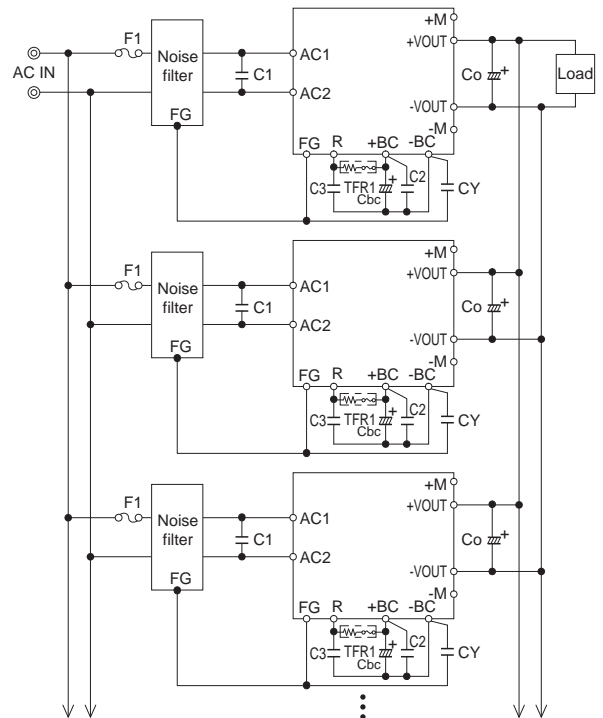 +M
F1
+VOUT
Noise
filter
AC1
AC IN
C1
Co
+
Load
AC2
-VOUT
FG
-M
FG R +BC -BC
C3
TFR1
+
C2
CY
Cbc
+M
F1
+VOUT
Noise
filter
AC1
C1
Co
+
AC2
-VOUT
FG
-M
FG R +BC -BC
C3
TFR1
+
C2
CY
Cbc
+M
F1
+VOUT
Noise
filter
AC1
C1
Co
+
AC2
-VOUT
FG
-M
FG R +BC -BC
C3
TFR1
+
C2
CY
Cbc